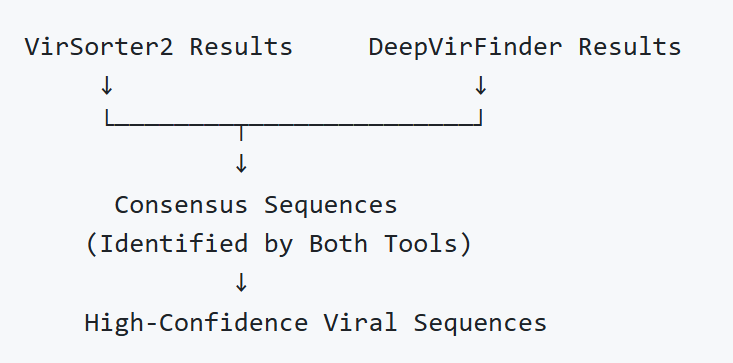 VirSorter2 Results DeepVirFinder Results
↓ ↓
└────────┬───────────────┘
↓
Consensus Sequences
(Identified by Both Tools)
↓
High-Confidence Viral Sequences